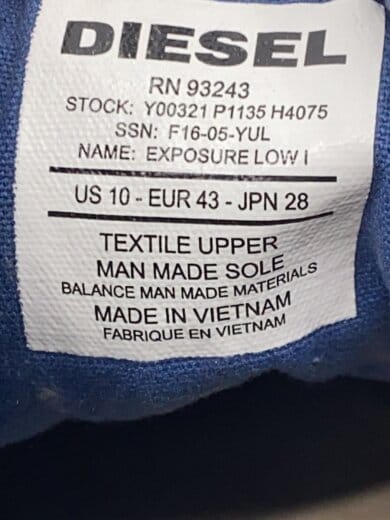 DIESEL
RN 93243
STOCK: Y00321 P1135 H4075
SSN: F16-05-YUL
NAME: EXPOSURE LOW I
US 10 - EUR 43 - JPN 28
TEXTILE UPPER
MAN MADE SOLE
BALANCE MAN MADE MATERIALS
MADE IN VIETNAM
FABRIQUE EN VIETNAM